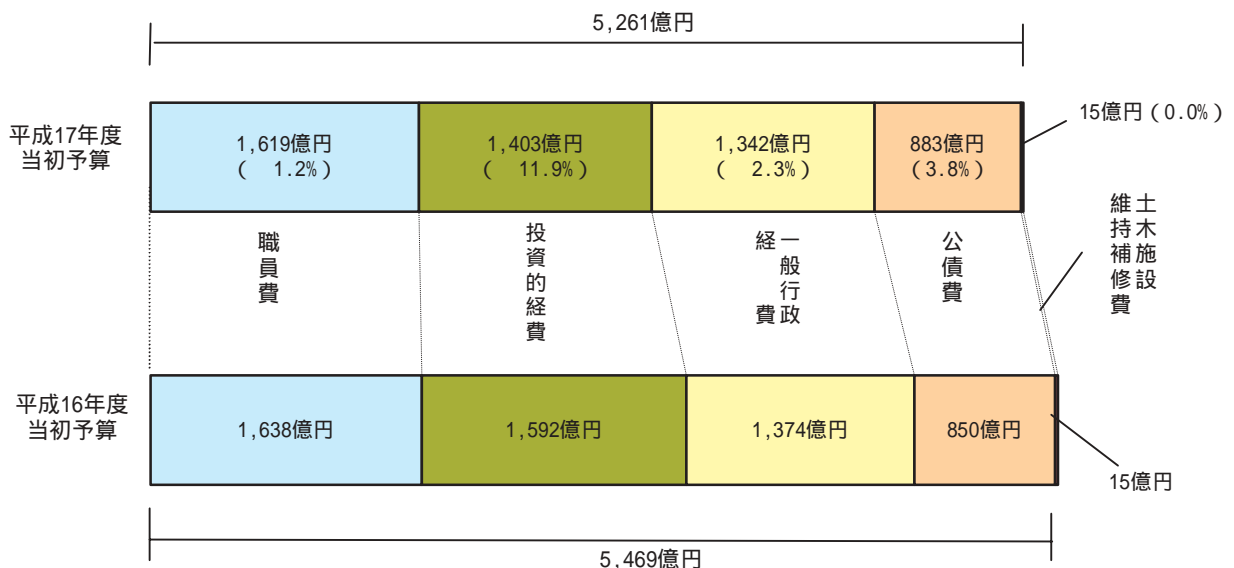 5,261億円
平成17年度
当初予算
1,619億円
( 1.2%)
1,403億円
( 11.9%)
1,342億円
( 2.3%)
883億円
(3.8%)
15億円(0.0%)
職員費
投資的経費
一般行政
経費
公債費
土木施設
維持補修費
平成16年度
当初予算
1,638億円
1,592億円
1,374億円
850億円
15億円
5,469億円